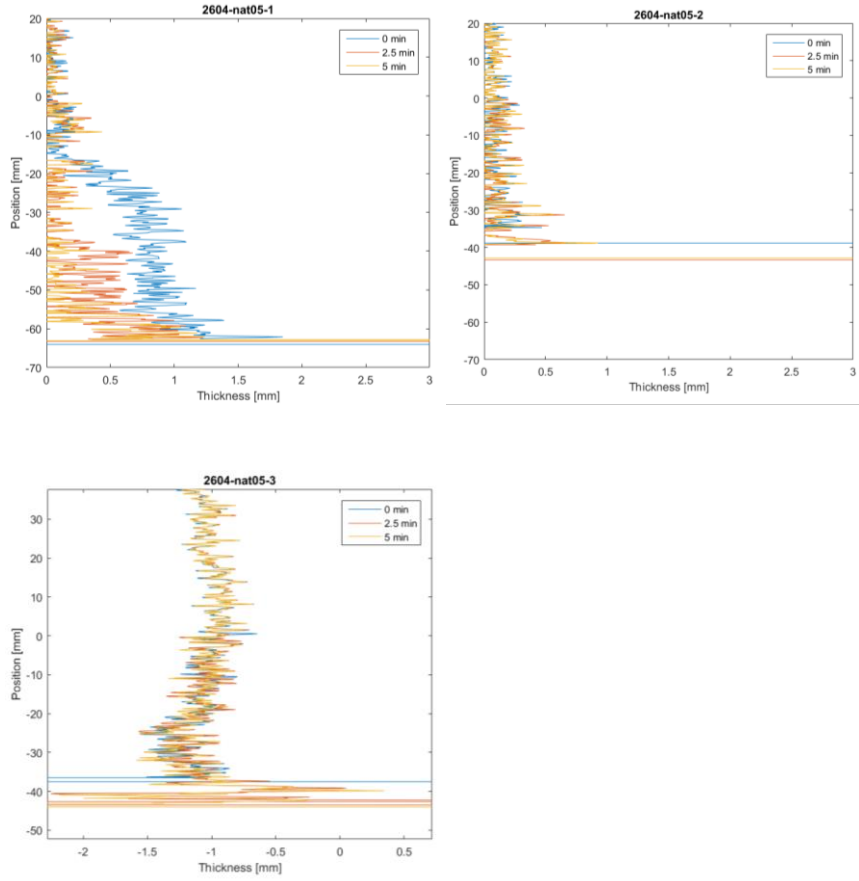 2604-nat05-1
20
10
0
-10
-20
-30
-40
-50
-60
-70
Position [mm]
0 min
2.5 min
5 min
0
0.5
1
1.5
2
2.5
3
Thickness [mm]
2604-nat05-2
20
10
0
-10
-20
-30
-40
-50
-60
-70
Position [mm]
0 min
2.5 min
5 min
0
0.5
1
1.5
2
2.5
3
Thickness [mm]
2604-nat05-3
30
20
10
0
-10
-20
-30
-40
-50
Position [mm]
0 min
2.5 min
5 min
-2
-1.5
-1
-0.5
0
0.5
Thickness [mm]